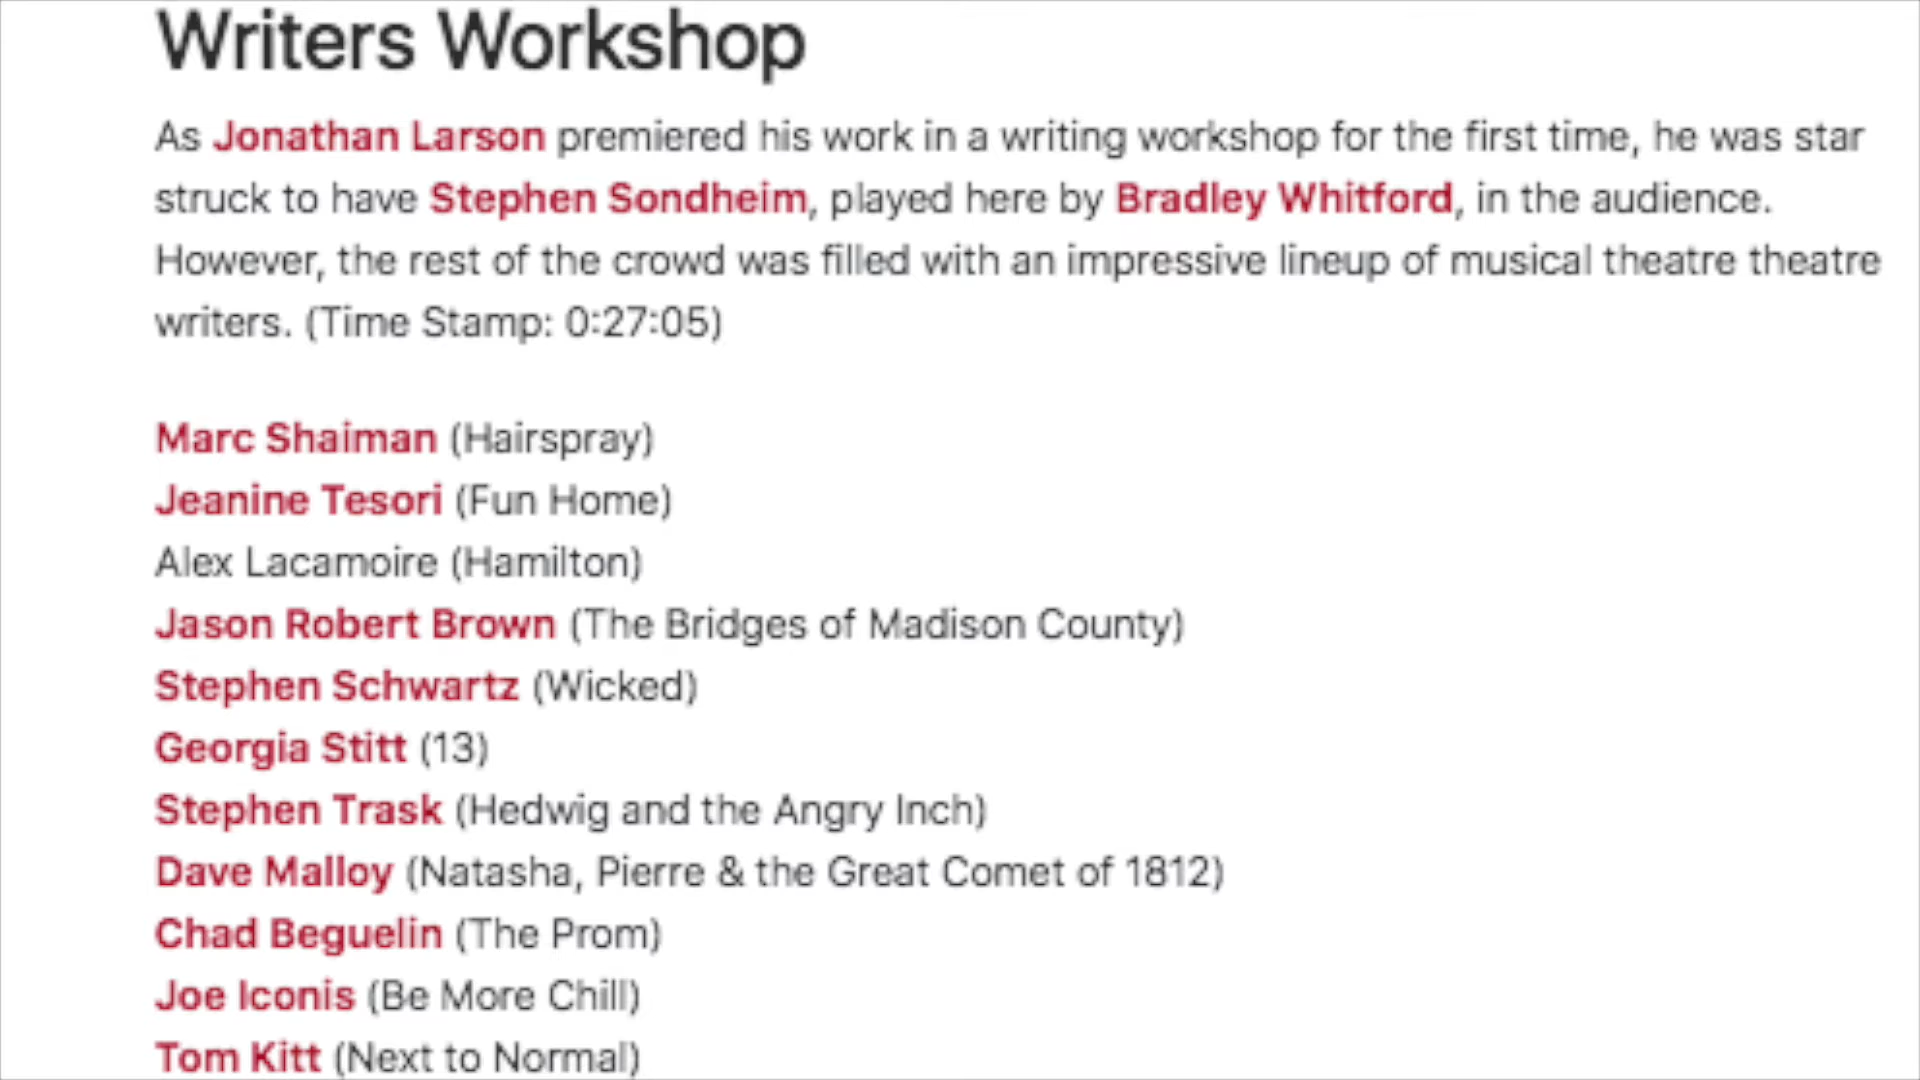 Writers Workshop
As Jonathan Larson premiered his work in a writing workshop for the first time, he was star
struck to have Stephen Sondheim, played here by Bradley Whitford, in the audience.
However, the rest of the crowd was filled with an impressive lineup of musical theatre theatre
writers. (Time Stamp: 0:27:05)
Marc Shaiman (Hairspray)
Jeanine Tesori (Fun Home)
Alex Lacamoire (Hamilton)
Jason Robert Brown (The Bridges of Madison County)
Stephen Schwartz (Wicked)
Georgia Stitt (13)
Stephen Trask (Hedwig and the Angry Inch)
Dave Malloy (Natasha, Pierre & the Great Comet of 1812)
Chad Beguelin (The Prom)
Joe Iconis (Be More Chill)
Tom Kitt (Next to Normal)